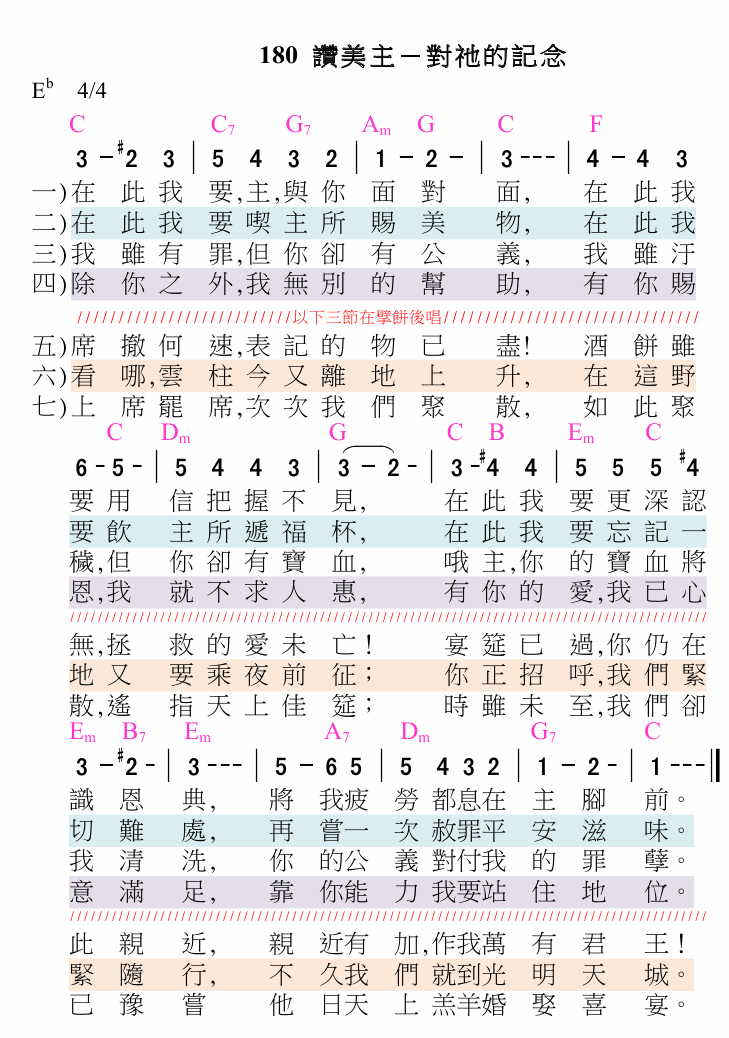 180 讚美主－對祂的記念
E♭ 4/4
C C7 G7 Am G C F
3 － #2 3 | 5 4 3 2 | 1 － 2 － | 3 --- | 4 － 4 3
一)在此我要,主,與你面對面,在此我
二)在此我要喫主所賜美物,在此我
三)我雖有罪,但你卻有公義,我雖汙
四)除你之外,我無別的幫助,有你賜
///////////////////////////以下三節在擘餅後唱////////////////////////////////
五)席撤何速,表記的物已盡!酒餅雖
六)看哪,雲柱今又離地上升,在這野
七)上席罷席,次次我們聚散,如此聚
C Dm G C B Em C
6 - 5 - | 5 4 4 3 | 3 － 2 - | 3 - #4 4 | 5 5 5 #4
要用信把握不見,在此我要更深認
要飲主所遞福杯,在此我要忘記一
穢,但你卻有寶血,哦主,你的寶血將
恩,我就不求人惠,有你的愛,我已心
無,拯救的愛未亡!宴筵已過,你仍在
地又要乘夜前征;你正招呼,我們緊
散,遙指天上佳筵;時雖未至,我們卻
Em B7 Em A7 Dm G7 C
3 － #2 - | 3 --- | 5 － 6 5 | 5 4 3 2 | 1 － 2 - | 1 ---‖
識恩典,將我疲勞都息在主腳前。
切難處,再嘗一次赦罪平安滋味。
我清洗,你的公義對付我的罪孽。
意滿足,靠你能力我要站住地位。
此親近,親近有加,作我萬有君王!
緊隨行,不久我們就到光明天城。
已豫嘗他日天上羔羊婚娶喜宴。